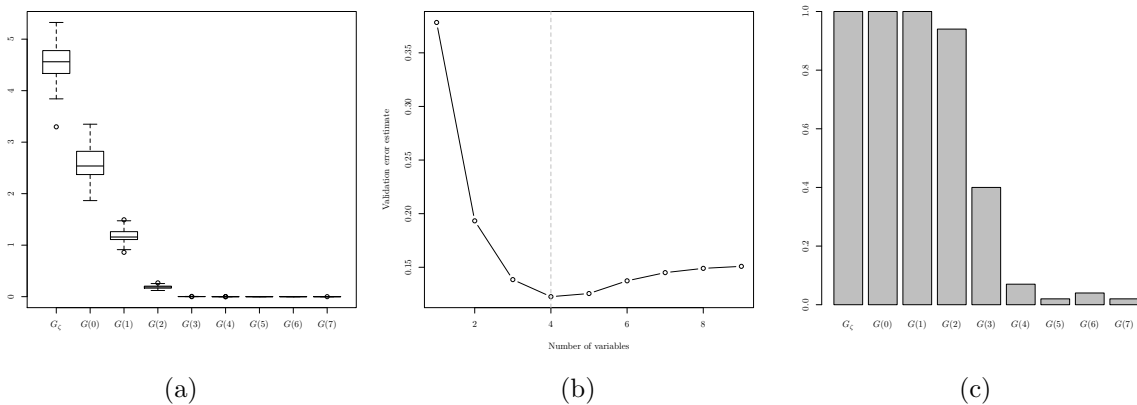 5
4
3
2
1
0
G_ζ G(0) G(1) G(2) G(3) G(4) G(5) G(6) G(7)
(a)
Validation error estimate
0.35
0.30
0.25
0.20
0.15
2 4 6 8
Number of variables
(b)
1.0
0.8
0.6
0.4
0.2
0.0
G_ζ G(0) G(1) G(2) G(3) G(4) G(5) G(6) G(7)
(c)